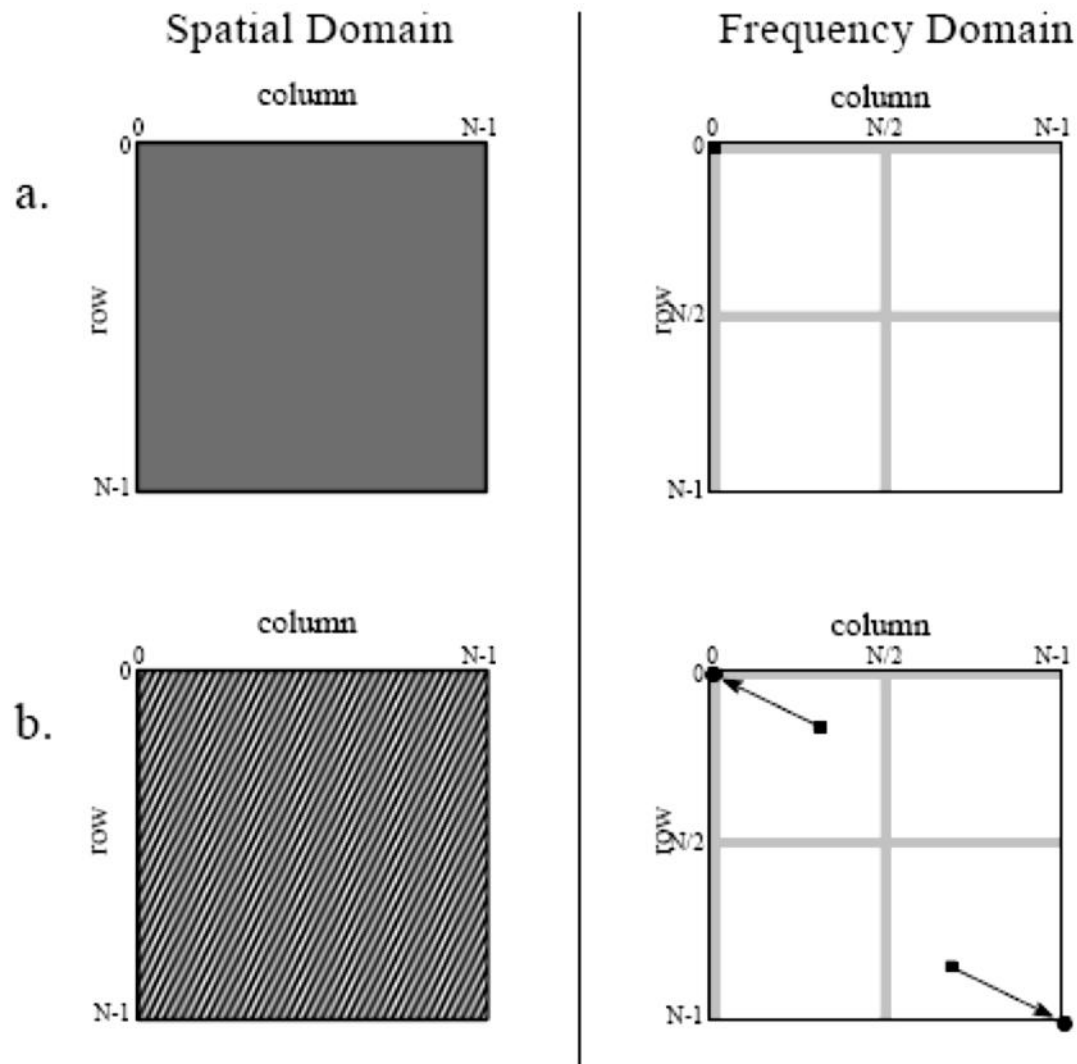 Spatial Domain
Frequency Domain
a.
column
0 N-1
0
row
N-1
column
0 N/2 N-1
0
row
N/2
N-1
b.
column
0 N-1
0
row
N-1
column
0 N/2 N-1
0
row
N/2
N-1